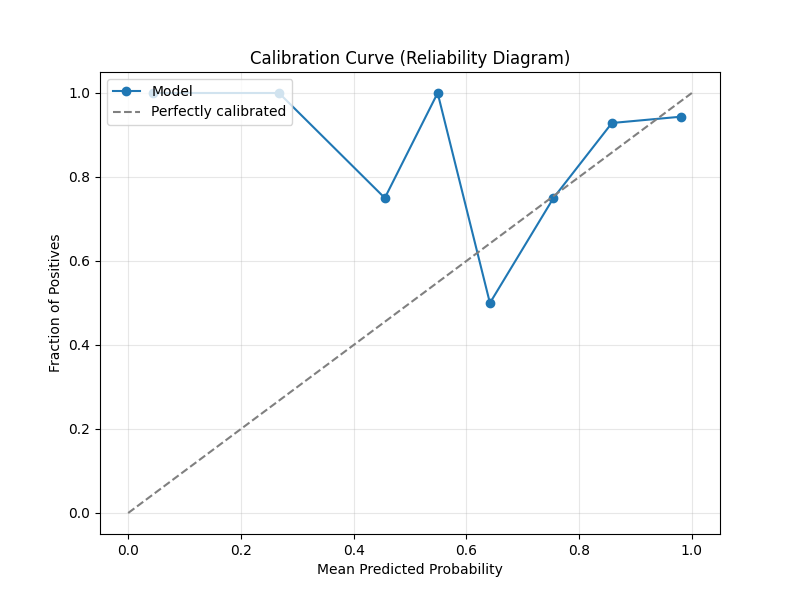 Calibration Curve (Reliability Diagram)
Model
Perfectly calibrated
1.0
0.8
0.6
0.4
0.2
0.0
Fraction of Positives
0.0 0.2 0.4 0.6 0.8 1.0
Mean Predicted Probability